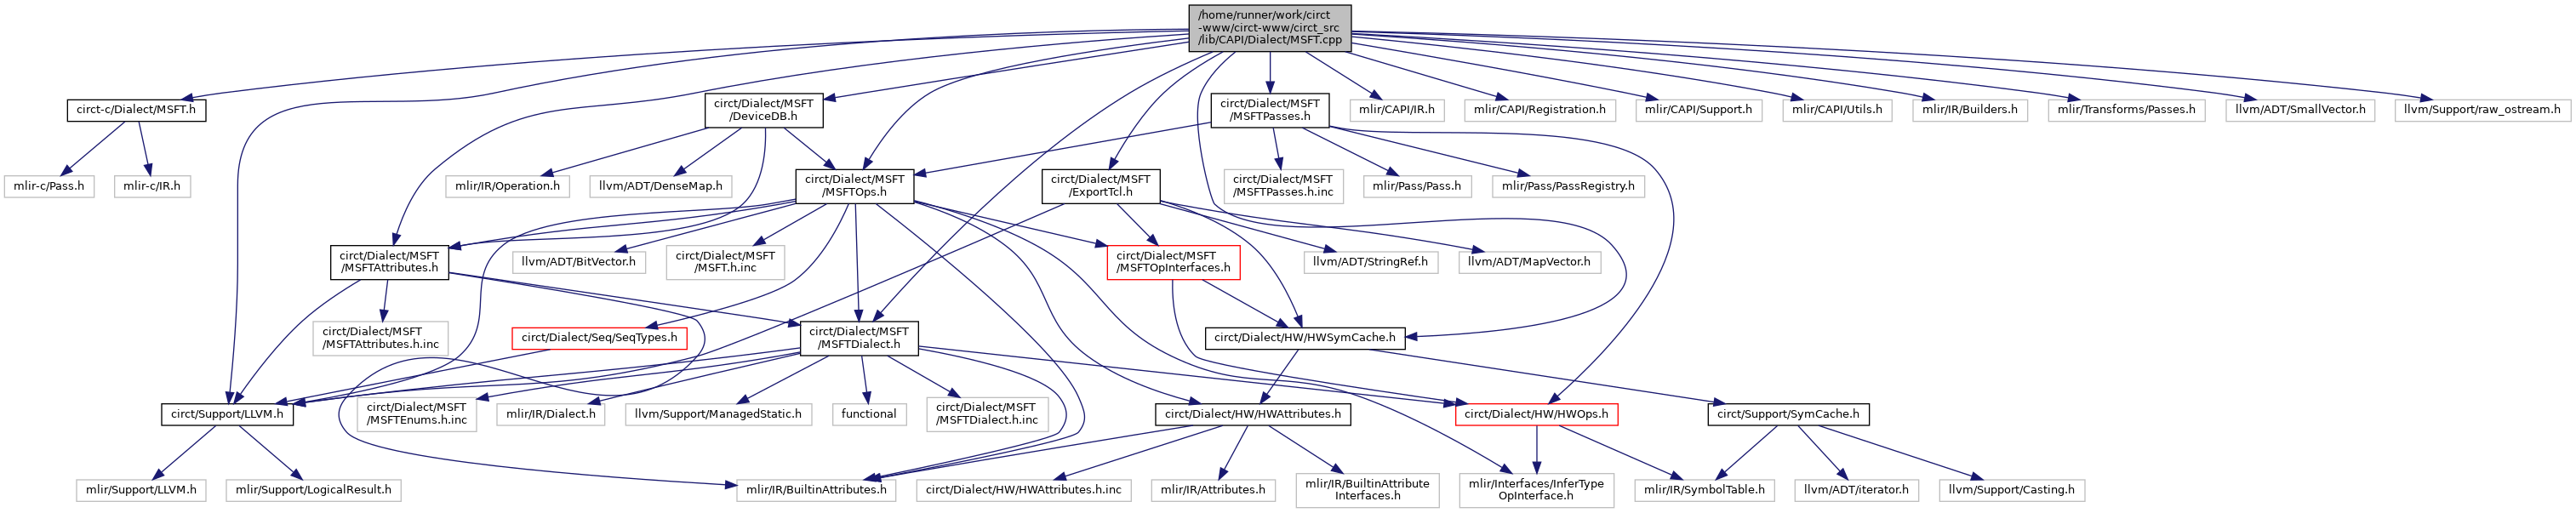 /home/runner/work/circt
-www/circt-www/circt_src
/lib/CAPI/Dialect/MSFT.cpp
circt-c/Dialect/MSFT.h
circt/Dialect/MSFT
/DeviceDB.h
circt/Dialect/MSFT
/MSFTPasses.h
mlir/CAPI/IR.h
mlir/CAPI/Registration.h
mlir/CAPI/Support.h
mlir/CAPI/Utils.h
mlir/IR/Builders.h
mlir/Transforms/Passes.h
llvm/ADT/SmallVector.h
llvm/Support/raw_ostream.h
mlir-c/Pass.h
mlir-c/IR.h
mlir/IR/Operation.h
llvm/ADT/DenseMap.h
circt/Dialect/MSFT
/MSFTOps.h
circt/Dialect/MSFT
/ExportTcl.h
circt/Dialect/MSFT
/MSFTPasses.h.inc
mlir/Pass/Pass.h
mlir/Pass/PassRegistry.h
circt/Dialect/MSFT
/MSFTAttributes.h
llvm/ADT/BitVector.h
circt/Dialect/MSFT
/MSFT.h.inc
circt/Dialect/MSFT
/MSFTOpInterfaces.h
llvm/ADT/StringRef.h
llvm/ADT/MapVector.h
circt/Dialect/MSFT
/MSFTAttributes.h.inc
circt/Dialect/Seq/SeqTypes.h
circt/Dialect/MSFT
/MSFTDialect.h
circt/Dialect/HW/HWSymCache.h
circt/Support/LLVM.h
circt/Dialect/MSFT
/MSFTEnums.h.inc
mlir/IR/Dialect.h
llvm/Support/ManagedStatic.h
functional
circt/Dialect/MSFT
/MSFTDialect.h.inc
circt/Dialect/HW/HWAttributes.h
circt/Dialect/HW/HWOps.h
circt/Support/SymCache.h
mlir/Support/LLVM.h
mlir/Support/LogicalResult.h
mlir/IR/BuiltinAttributes.h
circt/Dialect/HW/HWAttributes.h.inc
mlir/IR/Attributes.h
mlir/IR/BuiltinAttribute
Interfaces.h
mlir/Interfaces/InferType
OpInterface.h
mlir/IR/SymbolTable.h
llvm/ADT/iterator.h
llvm/Support/Casting.h